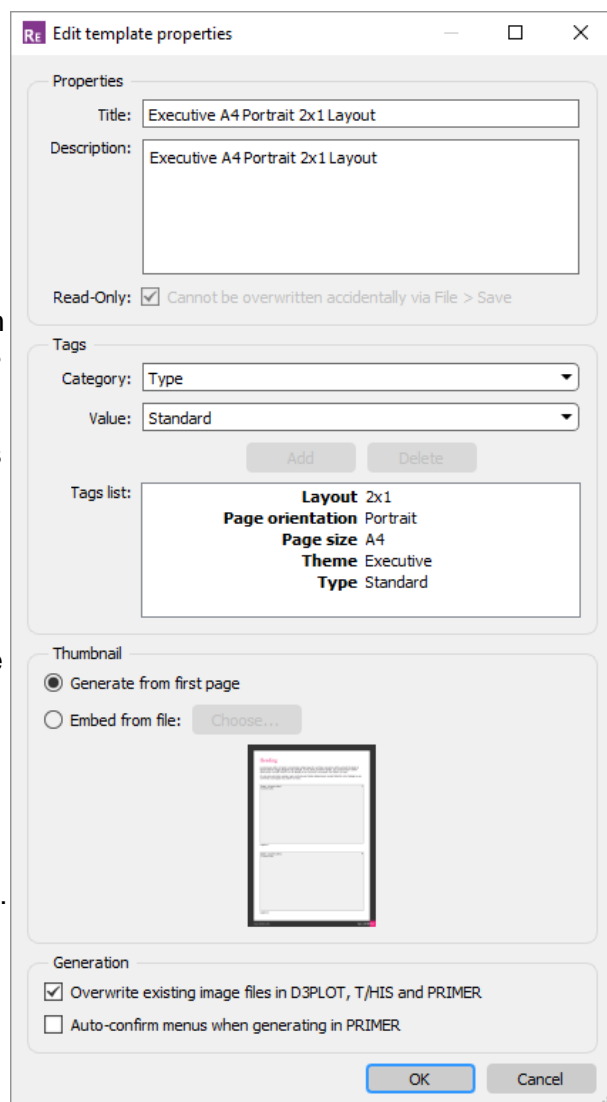 RE Edit template properties
Properties
Title: Executive A4 Portrait 2x1 Layout
Description: Executive A4 Portrait 2x1 Layout
Read-Only: Cannot be overwritten accidentally via File > Save
Tags
Category: Type
Value: Standard
Add Delete
Tags list: Layout 2x1
Page orientation Portrait
Page size A4
Theme Executive
Type Standard
Thumbnail
Generate from first page
Embed from file: Choose...
Heading
Generation
Overwrite existing image files in D3PLOT, T/HIS and PRIMER
Auto-confirm menus when generating in PRIMER
OK Cancel